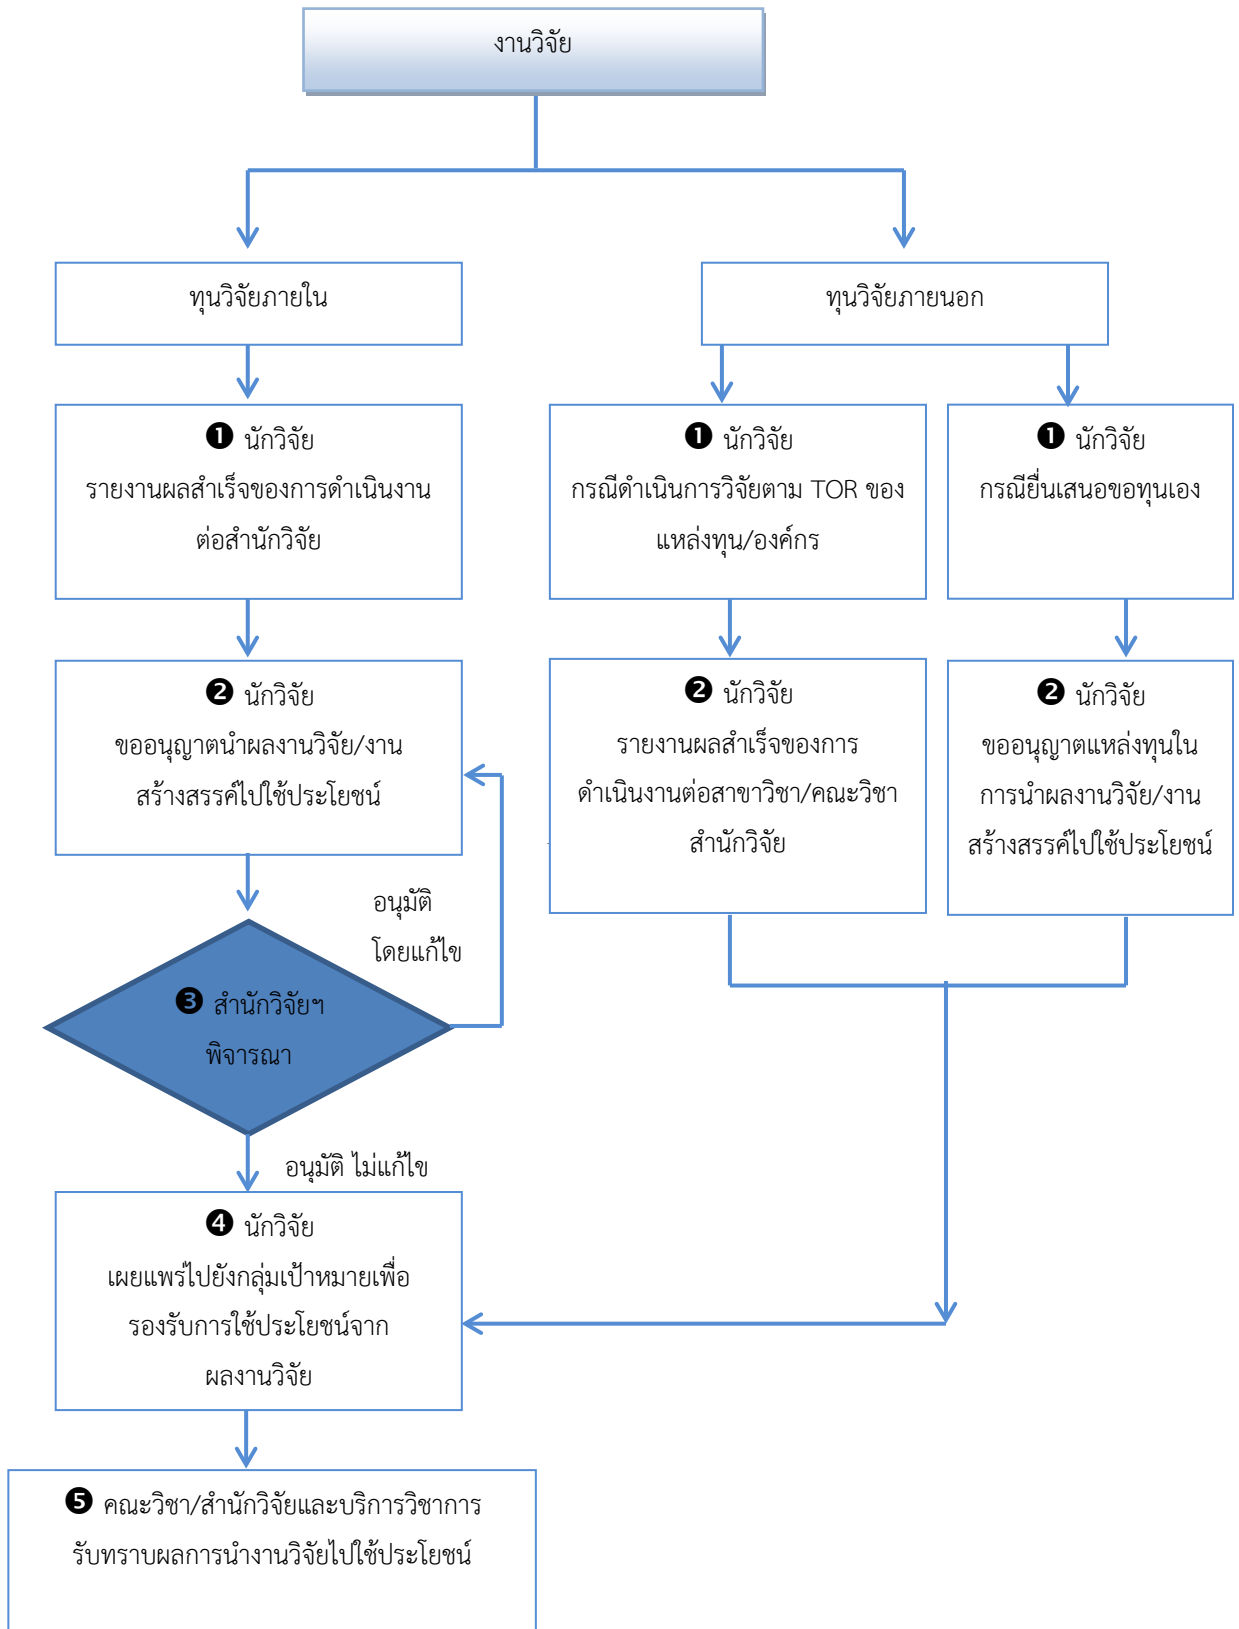 งานวิจัย
ทุนวิจัยภายใน
ทุนวิจัยภายนอก
❶ นักวิจัย
รายงานผลสำเร็จของการดำเนินงาน
ต่อสำนักวิจัย
❶ นักวิจัย
กรณีดำเนินการวิจัยตาม TOR ของ
แหล่งทุน/องค์กร
❶ นักวิจัย
กรณียื่นเสนอขอทุนเอง
❷ นักวิจัย
ขออนุญาตนำผลงานวิจัย/งาน
สร้างสรรค์ไปใช้ประโยชน์
❷ นักวิจัย
รายงานผลสำเร็จของการ
ดำเนินงานต่อสาขาวิชา/คณะวิชา
สำนักวิจัย
❷ นักวิจัย
ขออนุญาตแหล่งทุนใน
การนำผลงานวิจัย/งาน
สร้างสรรค์ไปใช้ประโยชน์
อนุมัติ
โดยแก้ไข
❸ สำนักวิจัยฯ
พิจารณา
อนุมัติ ไม่แก้ไข
❹ นักวิจัย
เผยแพร่ไปยังกลุ่มเป้าหมายเพื่อ
รองรับการใช้ประโยชน์จาก
ผลงานวิจัย
❺ คณะวิชา/สำนักวิจัยและบริการวิชาการ
รับทราบผลการนำงานวิจัยไปใช้ประโยชน์